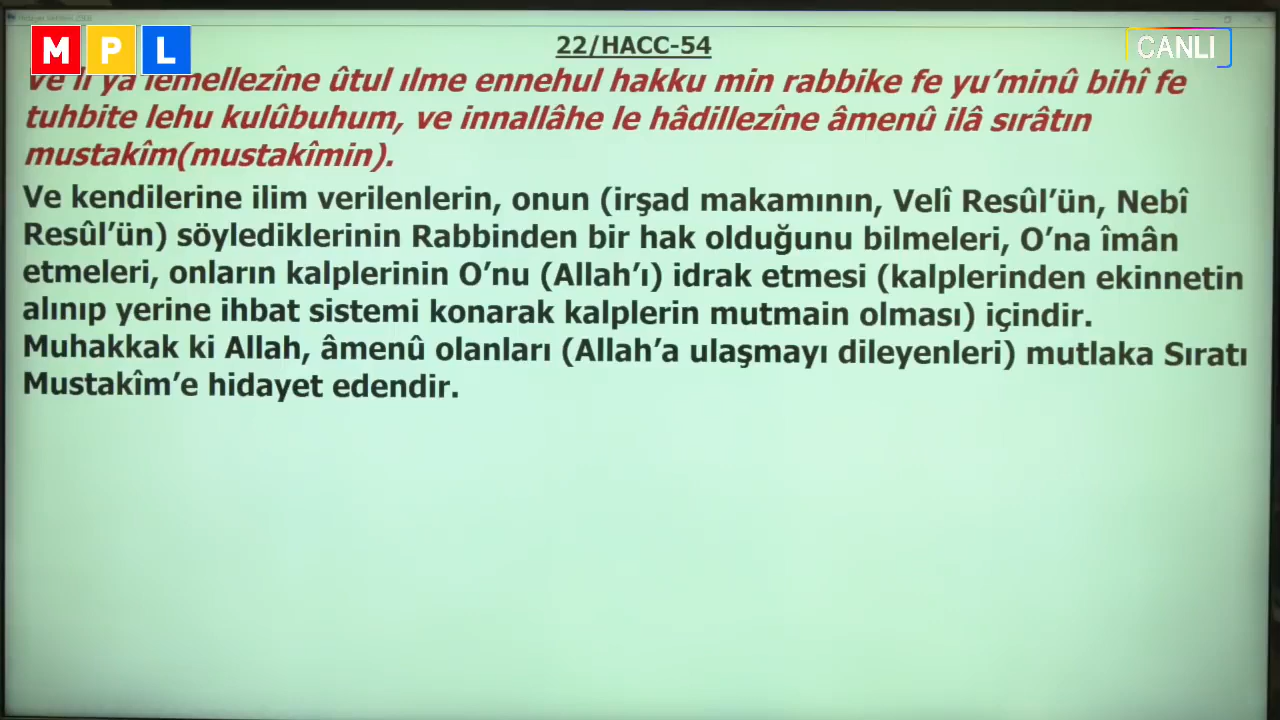 M P L
CANLI
22/HACC-54
Ve li ya'lemellezîne ûtul ılme ennehul hakku min rabbike fe yu’minû bihî fe
tuhbite lehu kulûbuhum, ve innallâhe le hâdillezîne âmenû ilâ sırâtın
mustakîm(mustakîmin).
Ve kendilerine ilim verilenlerin, onun (irşad makamının, Velî Resûl’ün, Nebî
Resûl’ün) söylediklerinin Rabbinden bir hak olduğunu bilmeleri, O’na îmân
etmeleri, onların kalplerinin O’nu (Allah’ı) idrak etmesi (kalplerinden ekinnetin
alınıp yerine ihbat sistemi konarak kalplerin mutmain olması) içindir.
Muhakkak ki Allah, âmenû olanları (Allah’a ulaşmayı dileyenleri) mutlaka Sıratı
Mustakîm’e hidayet edendir.